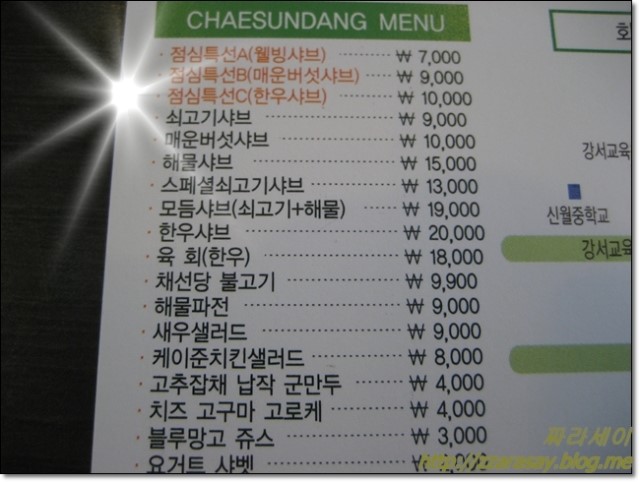 CHAESUNDANG MENU
· 점심특선A(웰빙샤브) ········ ₩ 7,000
· 점심특선B(매운버섯샤브) ······ ₩ 9,000
· 점심특선C(한우샤브) ········ ₩ 10,000
· 쇠고기샤브 ········ ₩ 9,000
· 매운버섯샤브 ········ ₩ 10,000
· 해물샤브 ········ ₩ 15,000
· 스페셜쇠고기샤브 ········ ₩ 13,000
· 모듬샤브(쇠고기+해물) ······ ₩ 19,000
· 한우샤브 ········ ₩ 20,000
· 육 회(한우) ········ ₩ 18,000
· 채선당 불고기 ········ ₩ 9,900
· 해물파전 ········ ₩ 9,000
· 새우샐러드 ········ ₩ 9,000
· 케이준치킨샐러드 ········ ₩ 8,000
· 고추잡채 납작 군만두 ······ ₩ 4,000
· 치즈 고구마 고로케 ········ ₩ 4,000
· 블루망고 쥬스 ········ ₩ 3,000
· 요거트 샤벳
강서교육
신월중학교
강서교육
짜라세이